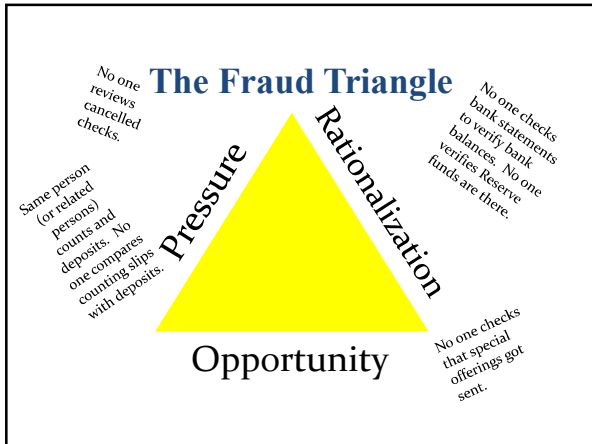 The Fraud Triangle
No one
reviews
cancelled
checks.
No one checks
bank statements
to verify bank
balances.  No one
verifies Reserve
funds are there.
Same person
(or related
persons)
counts and
deposits.  No
one compares
counting slips
with deposits.
Pressure
Rationalization
Opportunity
No one checks
that special
offerings got
sent.